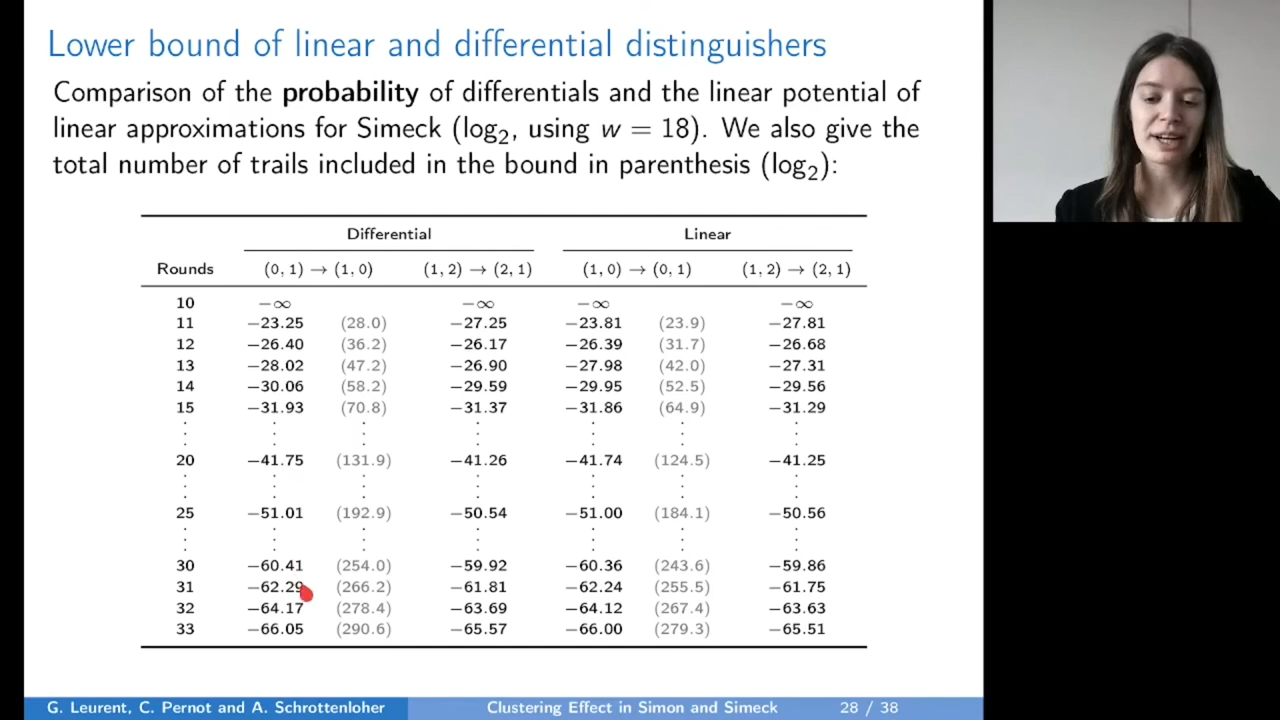 Lower bound of linear and differential distinguishers
Comparison of the probability of differentials and the linear potential of
linear approximations for Simeck (log₂, using w = 18). We also give the
total number of trails included in the bound in parenthesis (log₂):
Differential Linear
Rounds (0, 1) → (1, 0) (1, 2) → (2, 1) (1, 0) → (0, 1) (1, 2) → (2, 1)
10 −∞ −∞ −∞ −∞
11 −23.25 (28.0) −27.25 −23.81 (23.9) −27.81
12 −26.40 (36.2) −26.17 −26.39 (31.7) −26.68
13 −28.02 (47.2) −26.90 −27.98 (42.0) −27.31
14 −30.06 (58.2) −29.59 −29.95 (52.5) −29.56
15 −31.93 (70.8) −31.37 −31.86 (64.9) −31.29
⋮ ⋮ ⋮ ⋮ ⋮ ⋮ ⋮
20 −41.75 (131.9) −41.26 −41.74 (124.5) −41.25
⋮ ⋮ ⋮ ⋮ ⋮ ⋮ ⋮
25 −51.01 (192.9) −50.54 −51.00 (184.1) −50.56
⋮ ⋮ ⋮ ⋮ ⋮ ⋮ ⋮
30 −60.41 (254.0) −59.92 −60.36 (243.6) −59.86
31 −62.29 (266.2) −61.81 −62.24 (255.5) −61.75
32 −64.17 (278.4) −63.69 −64.12 (267.4) −63.63
33 −66.05 (290.6) −65.57 −66.00 (279.3) −65.51
G. Leurent, C. Pernot and A. Schrottenloher Clustering Effect in Simon and Simeck 28 / 38